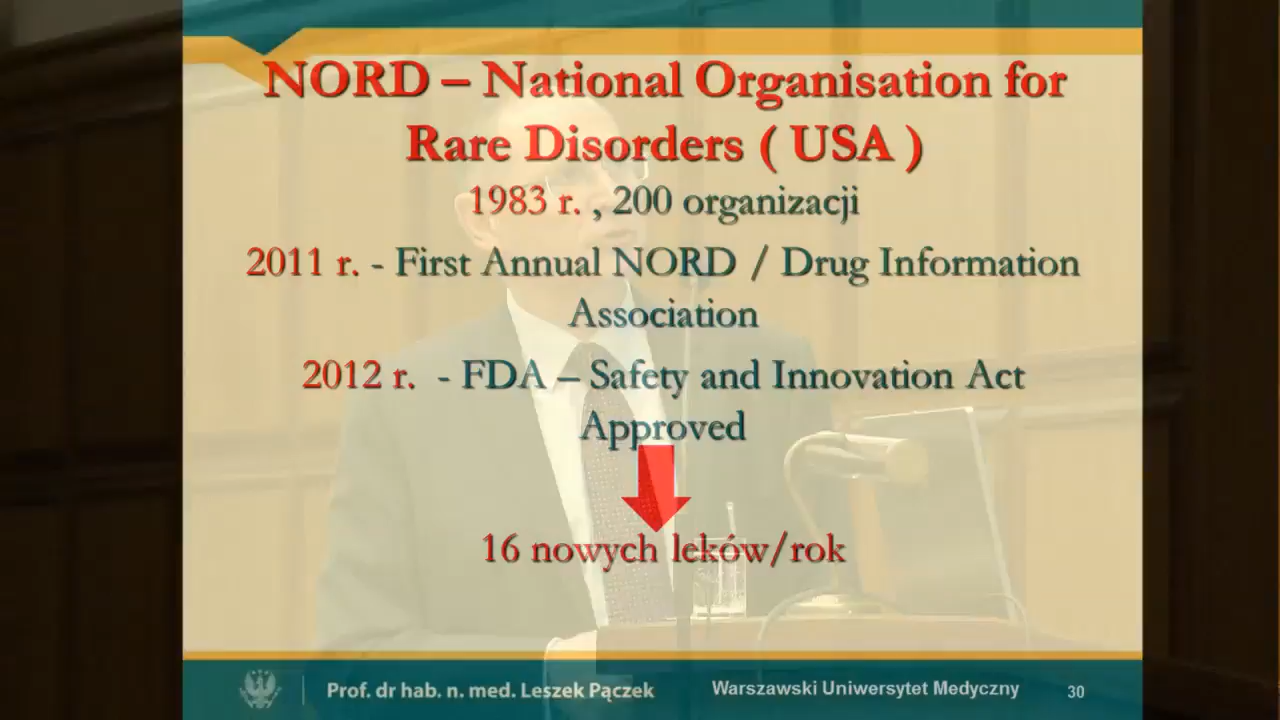 NORD – National Organisation for
Rare Disorders ( USA )
1983 r. , 200 organizacji
2011 r. - First Annual NORD / Drug Information
Association
2012 r. - FDA – Safety and Innovation Act
Approved
16 nowych leków/rok
Prof. dr hab. n. med. Leszek Pączek
Warszawski Uniwersytet Medyczny
30